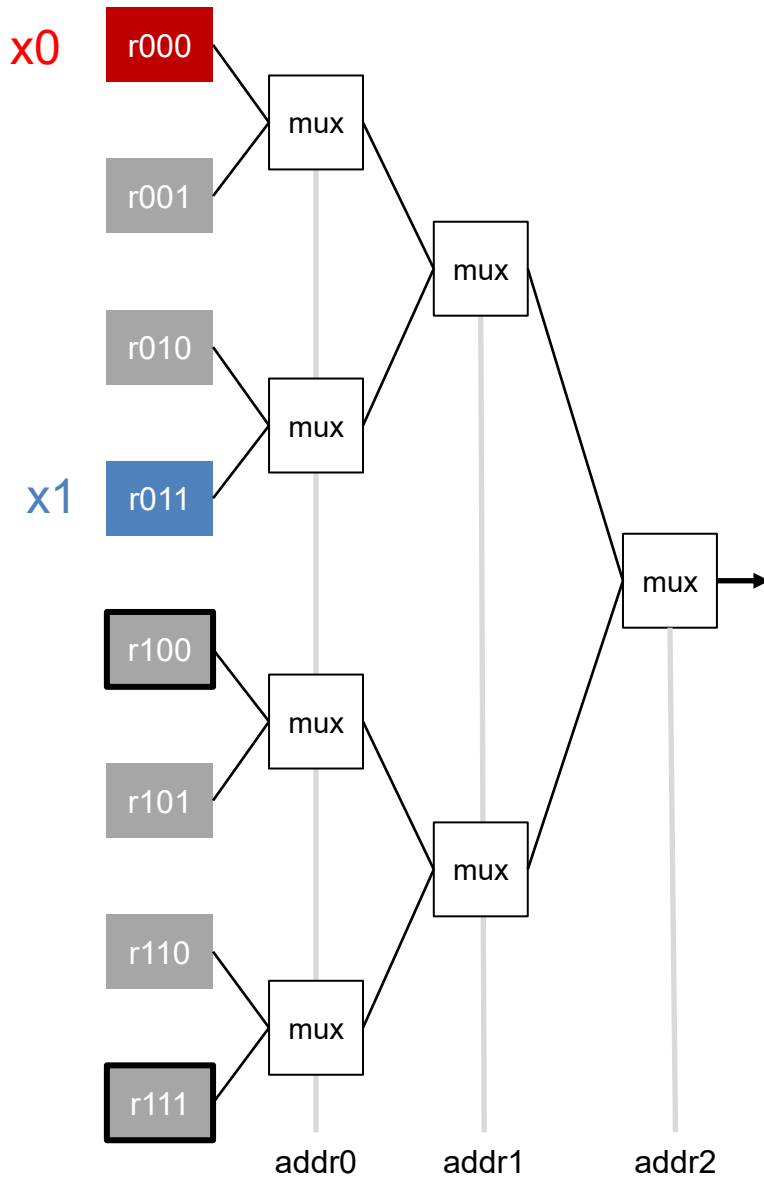 x0
r000
mux
r001
mux
r010
mux
x1
r011
mux
r100
mux
r101
mux
r110
mux
r111
addr0
addr1
addr2